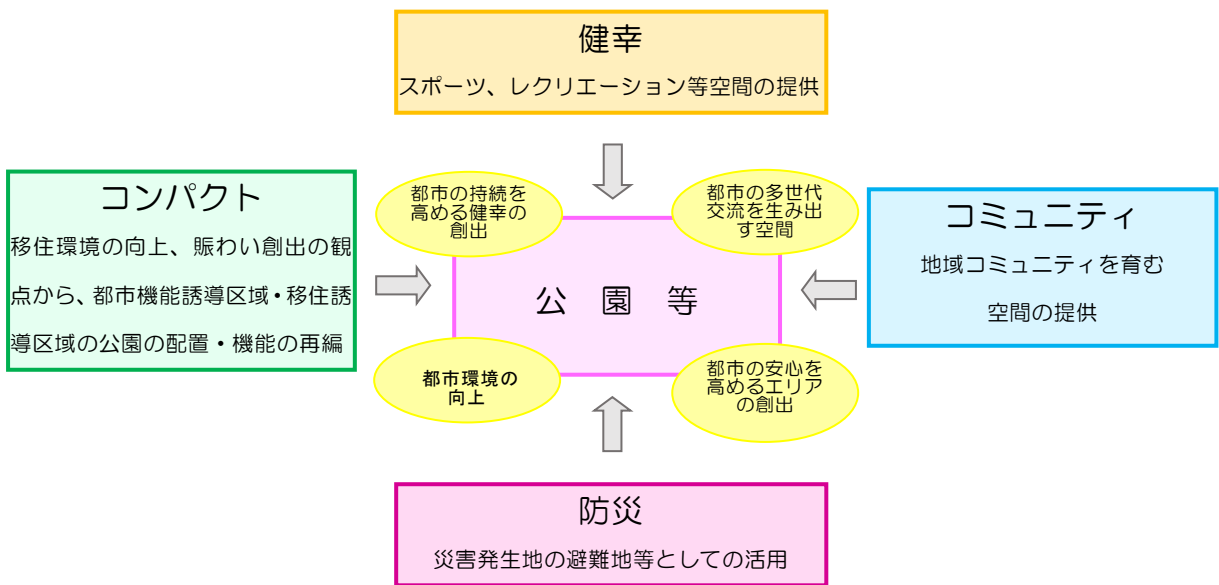 健幸
スポーツ、レクリエーション等空間の提供
コンパクト
移住環境の向上、賑わい創出の観
点から、都市機能誘導区域・移住誘
導区域の公園の配置・機能の再編
都市の持続を
高める健幸の
創出
都市の多世代
交流を生み出
す空間
公園等
都市環境の
向上
都市の安心を
高めるエリア
の創出
コミュニティ
地域コミュニティを育む
空間の提供
防災
災害発生地の避難地等としての活用